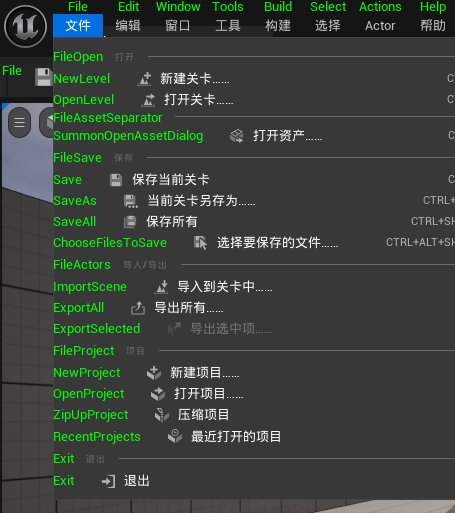 File Edit Window Tools Build Select Actions Help
文件 编辑 窗口 工具 构建 选择 Actor 帮助
File
FileOpen 打开
NewLevel 新建关卡……
OpenLevel 打开关卡……
FileAssetSeparator
SummonOpenAssetDialog 打开资产……
FileSave 保存
Save 保存当前关卡
SaveAs 当前关卡另存为…… CTRL+
SaveAll 保存所有 CTRL+SH
ChooseFilesToSave 选择要保存的文件…… CTRL+ALT+SH
FileActors 导入/导出
ImportScene 导入到关卡中……
ExportAll 导出所有……
ExportSelected 导出选中项……
FileProject 项目
NewProject 新建项目……
OpenProject 打开项目……
ZipUpProject 压缩项目
RecentProjects 最近打开的项目
Exit 退出
Exit 退出